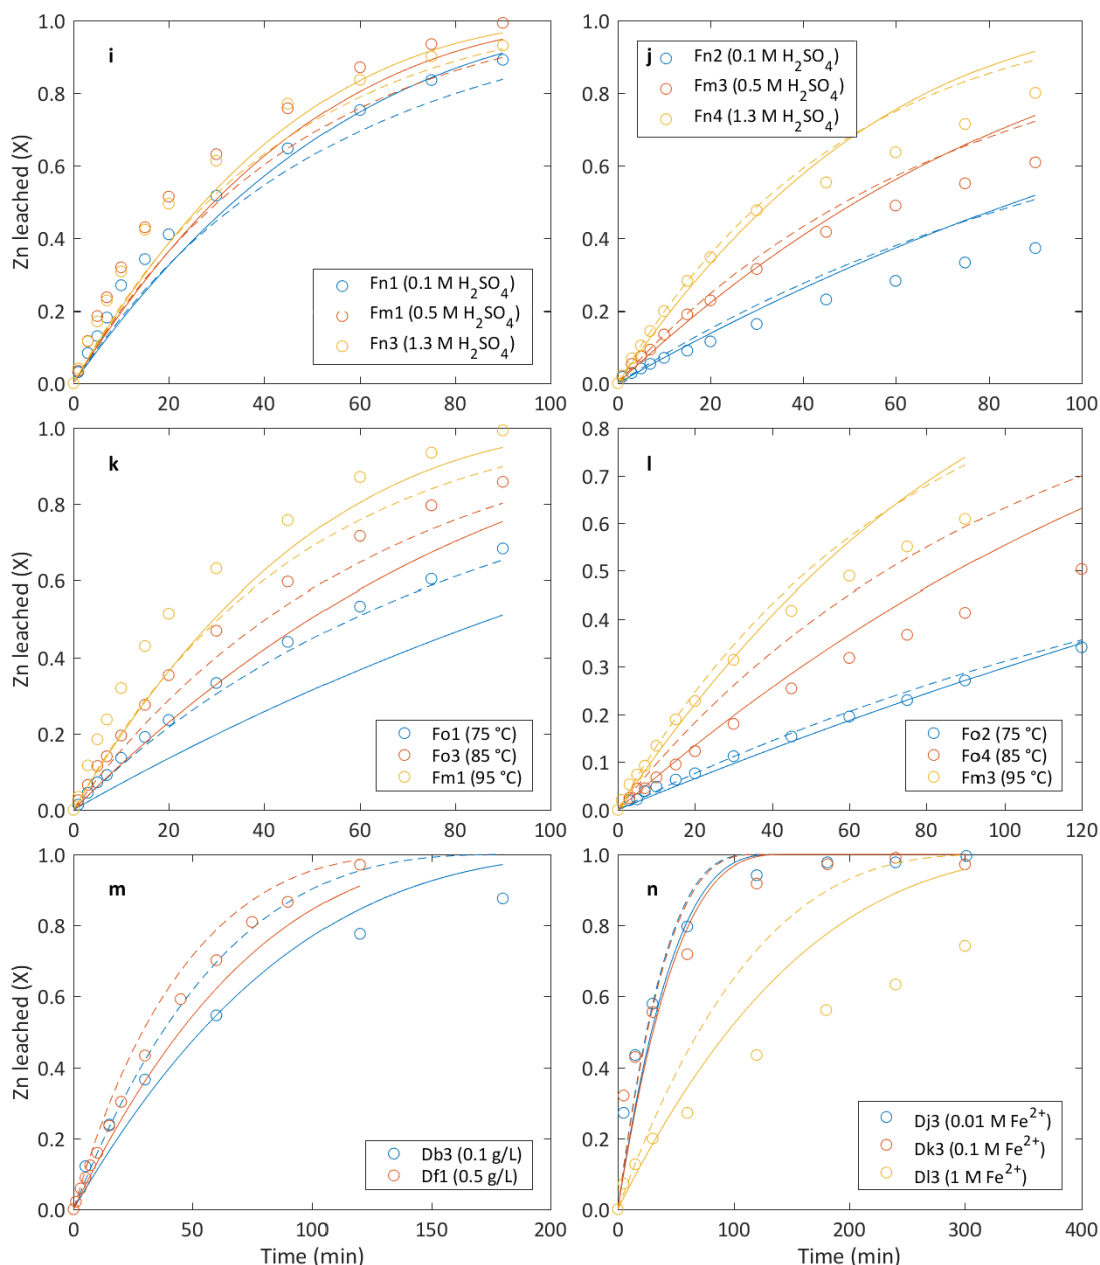 i
Zn leached (X)
1.0
0.8
0.6
0.4
0.2
0.0
0 20 40 60 80 100
Fn1 (0.1 M H₂SO₄)
Fm1 (0.5 M H₂SO₄)
Fn3 (1.3 M H₂SO₄)
j
1.0
0.8
0.6
0.4
0.2
0.0
0 20 40 60 80 100
Fn2 (0.1 M H₂SO₄)
Fm3 (0.5 M H₂SO₄)
Fn4 (1.3 M H₂SO₄)
k
Zn leached (X)
1.0
0.8
0.6
0.4
0.2
0.0
0 20 40 60 80 100
Fo1 (75 °C)
Fo3 (85 °C)
Fm1 (95 °C)
l
0.8
0.7
0.6
0.5
0.4
0.3
0.2
0.1
0.0
0 20 40 60 80 100 120
Fo2 (75 °C)
Fo4 (85 °C)
Fm3 (95 °C)
m
Zn leached (X)
1.0
0.8
0.6
0.4
0.2
0.0
0 50 100 150 200
Time (min)
Db3 (0.1 g/L)
Df1 (0.5 g/L)
n
1.0
0.8
0.6
0.4
0.2
0.0
0 100 200 300 400
Time (min)
Dj3 (0.01 M Fe²⁺)
Dk3 (0.1 M Fe²⁺)
Dl3 (1 M Fe²⁺)